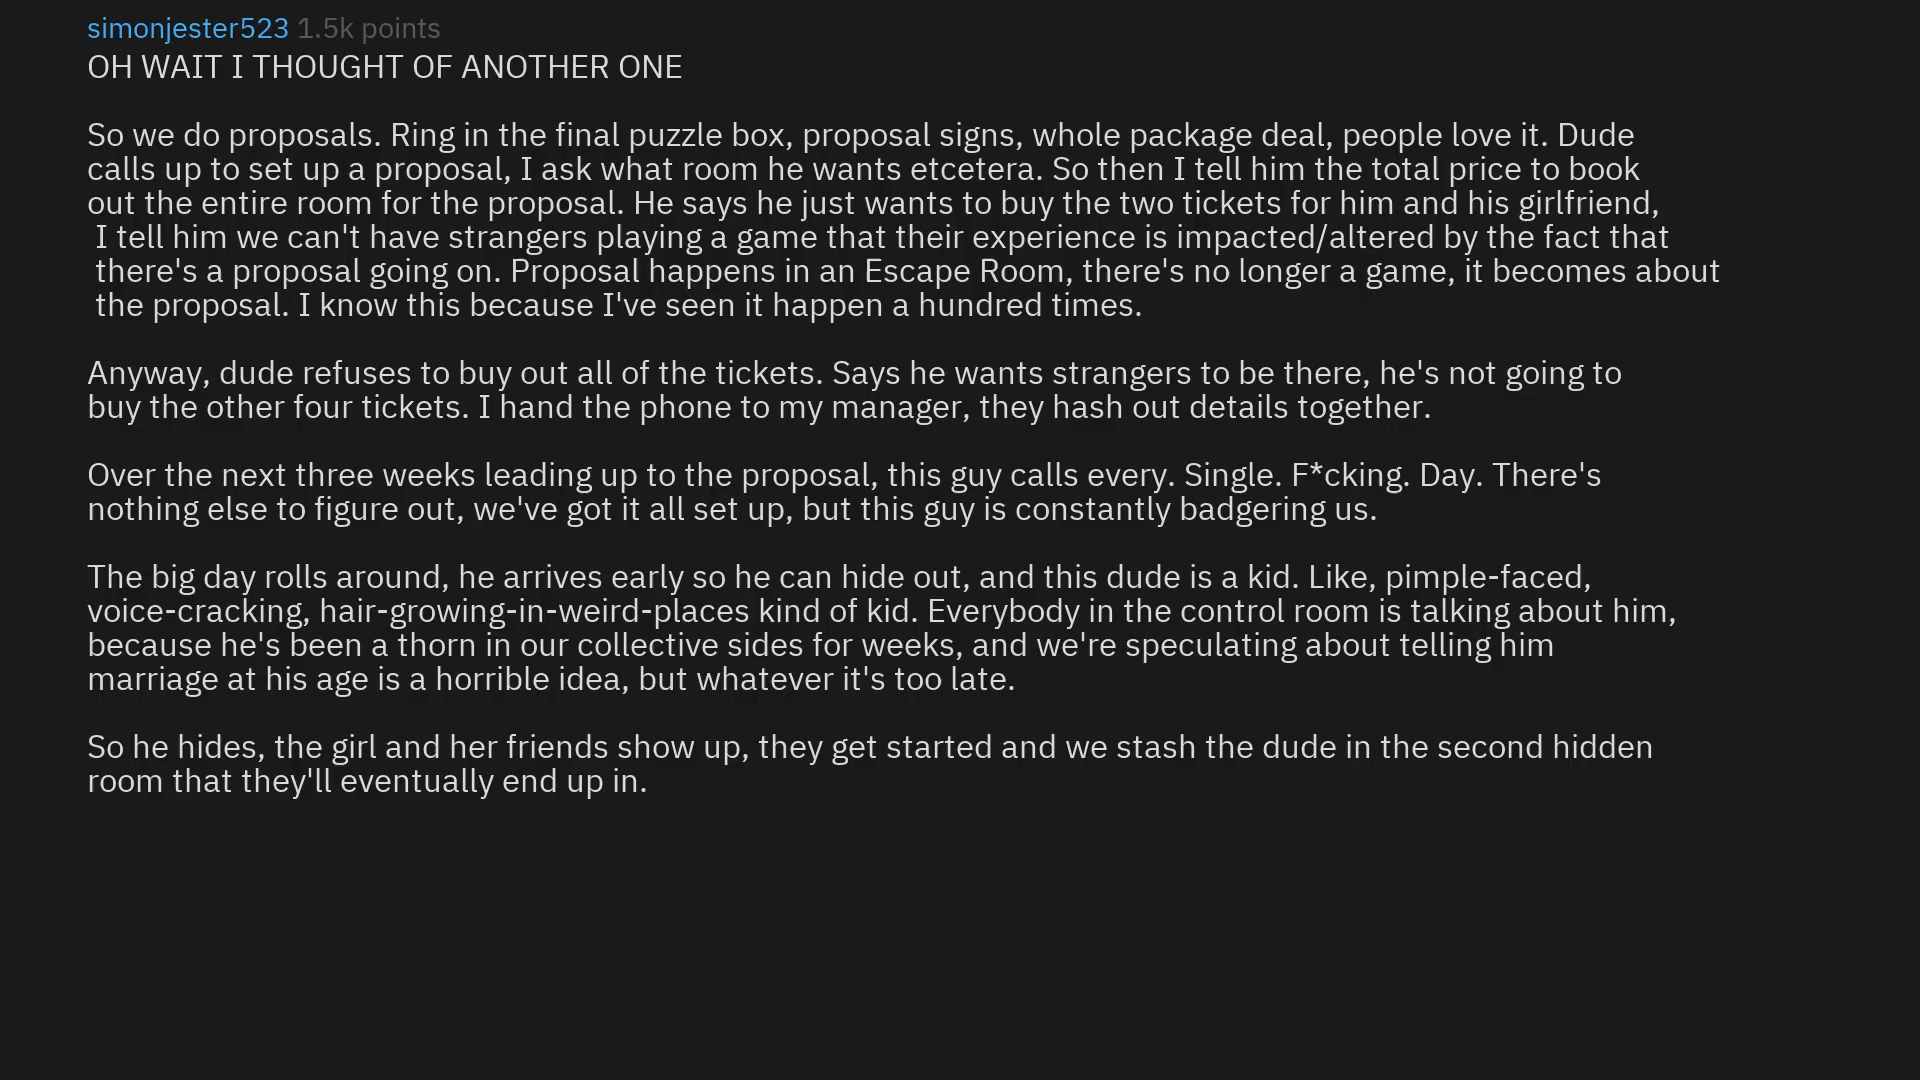 simonjester523 1.5k points
OH WAIT I THOUGHT OF ANOTHER ONE
So we do proposals. Ring in the final puzzle box, proposal signs, whole package deal, people love it. Dude
calls up to set up a proposal, I ask what room he wants etcetera. So then I tell him the total price to book
out the entire room for the proposal. He says he just wants to buy the two tickets for him and his girlfriend,
I tell him we can't have strangers playing a game that their experience is impacted/altered by the fact that
there's a proposal going on. Proposal happens in an Escape Room, there's no longer a game, it becomes about
the proposal. I know this because I've seen it happen a hundred times.
Anyway, dude refuses to buy out all of the tickets. Says he wants strangers to be there, he's not going to
buy the other four tickets. I hand the phone to my manager, they hash out details together.
Over the next three weeks leading up to the proposal, this guy calls every. Single. F*cking. Day. There's
nothing else to figure out, we've got it all set up, but this guy is constantly badgering us.
The big day rolls around, he arrives early so he can hide out, and this dude is a kid. Like, pimple-faced,
voice-cracking, hair-growing-in-weird-places kind of kid. Everybody in the control room is talking about him,
because he's been a thorn in our collective sides for weeks, and we're speculating about telling him
marriage at his age is a horrible idea, but whatever it's too late.
So he hides, the girl and her friends show up, they get started and we stash the dude in the second hidden
room that they'll eventually end up in.